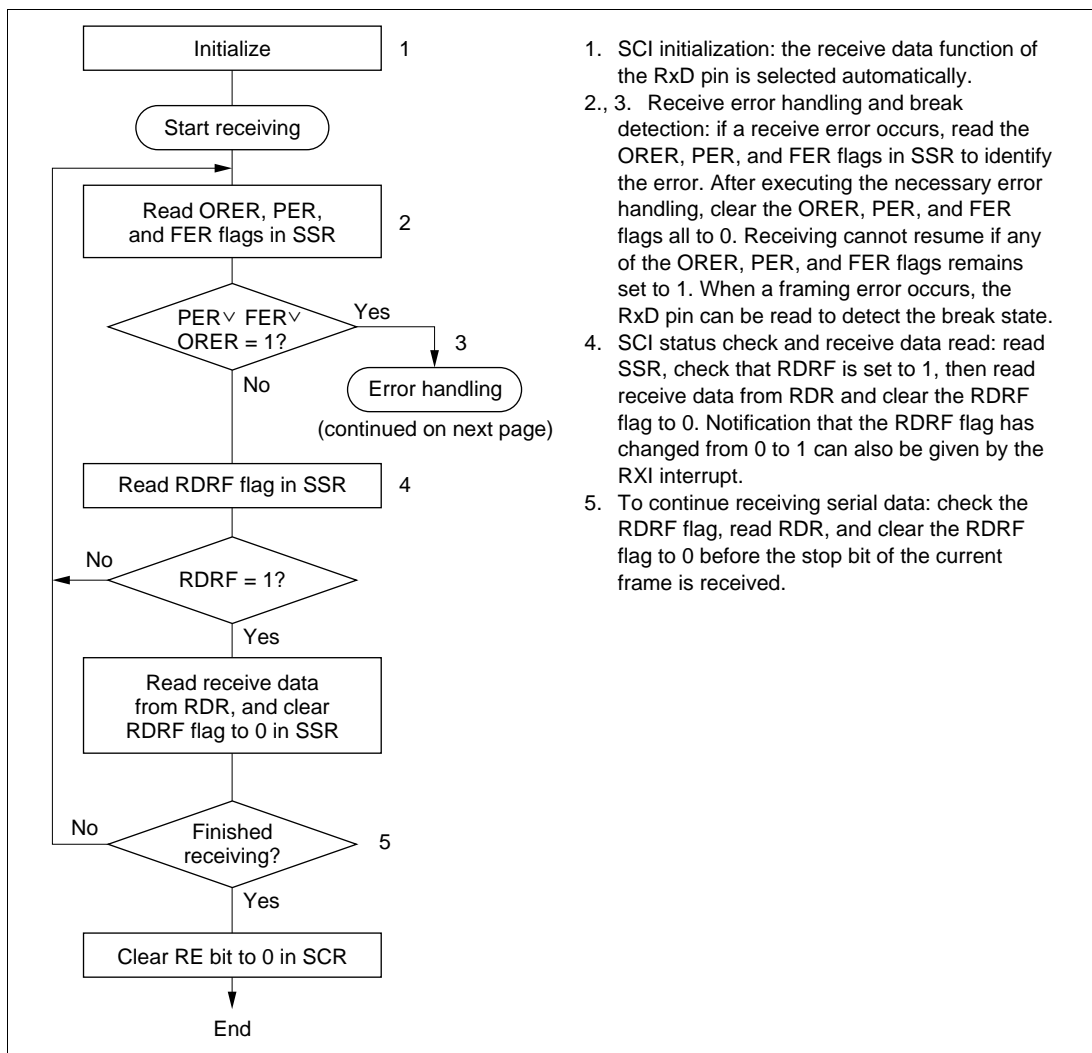 Initialize
1
Start receiving
Read ORER, PER,
and FER flags in SSR
2
PER∨ FER∨
ORER = 1?
Yes
3
No
Error handling
(continued on next page)
Read RDRF flag in SSR
4
No
RDRF = 1?
Yes
Read receive data
from RDR, and clear
RDRF flag to 0 in SSR
No
Finished
receiving?
5
Yes
Clear RE bit to 0 in SCR
End
1. SCI initialization: the receive data function of
the RxD pin is selected automatically.
2., 3. Receive error handling and break
detection: if a receive error occurs, read the
ORER, PER, and FER flags in SSR to identify
the error. After executing the necessary error
handling, clear the ORER, PER, and FER
flags all to 0. Receiving cannot resume if any
of the ORER, PER, and FER flags remains
set to 1. When a framing error occurs, the
RxD pin can be read to detect the break state.
4. SCI status check and receive data read: read
SSR, check that RDRF is set to 1, then read
receive data from RDR and clear the RDRF
flag to 0. Notification that the RDRF flag has
changed from 0 to 1 can also be given by the
RXI interrupt.
5. To continue receiving serial data: check the
RDRF flag, read RDR, and clear the RDRF
flag to 0 before the stop bit of the current
frame is received.